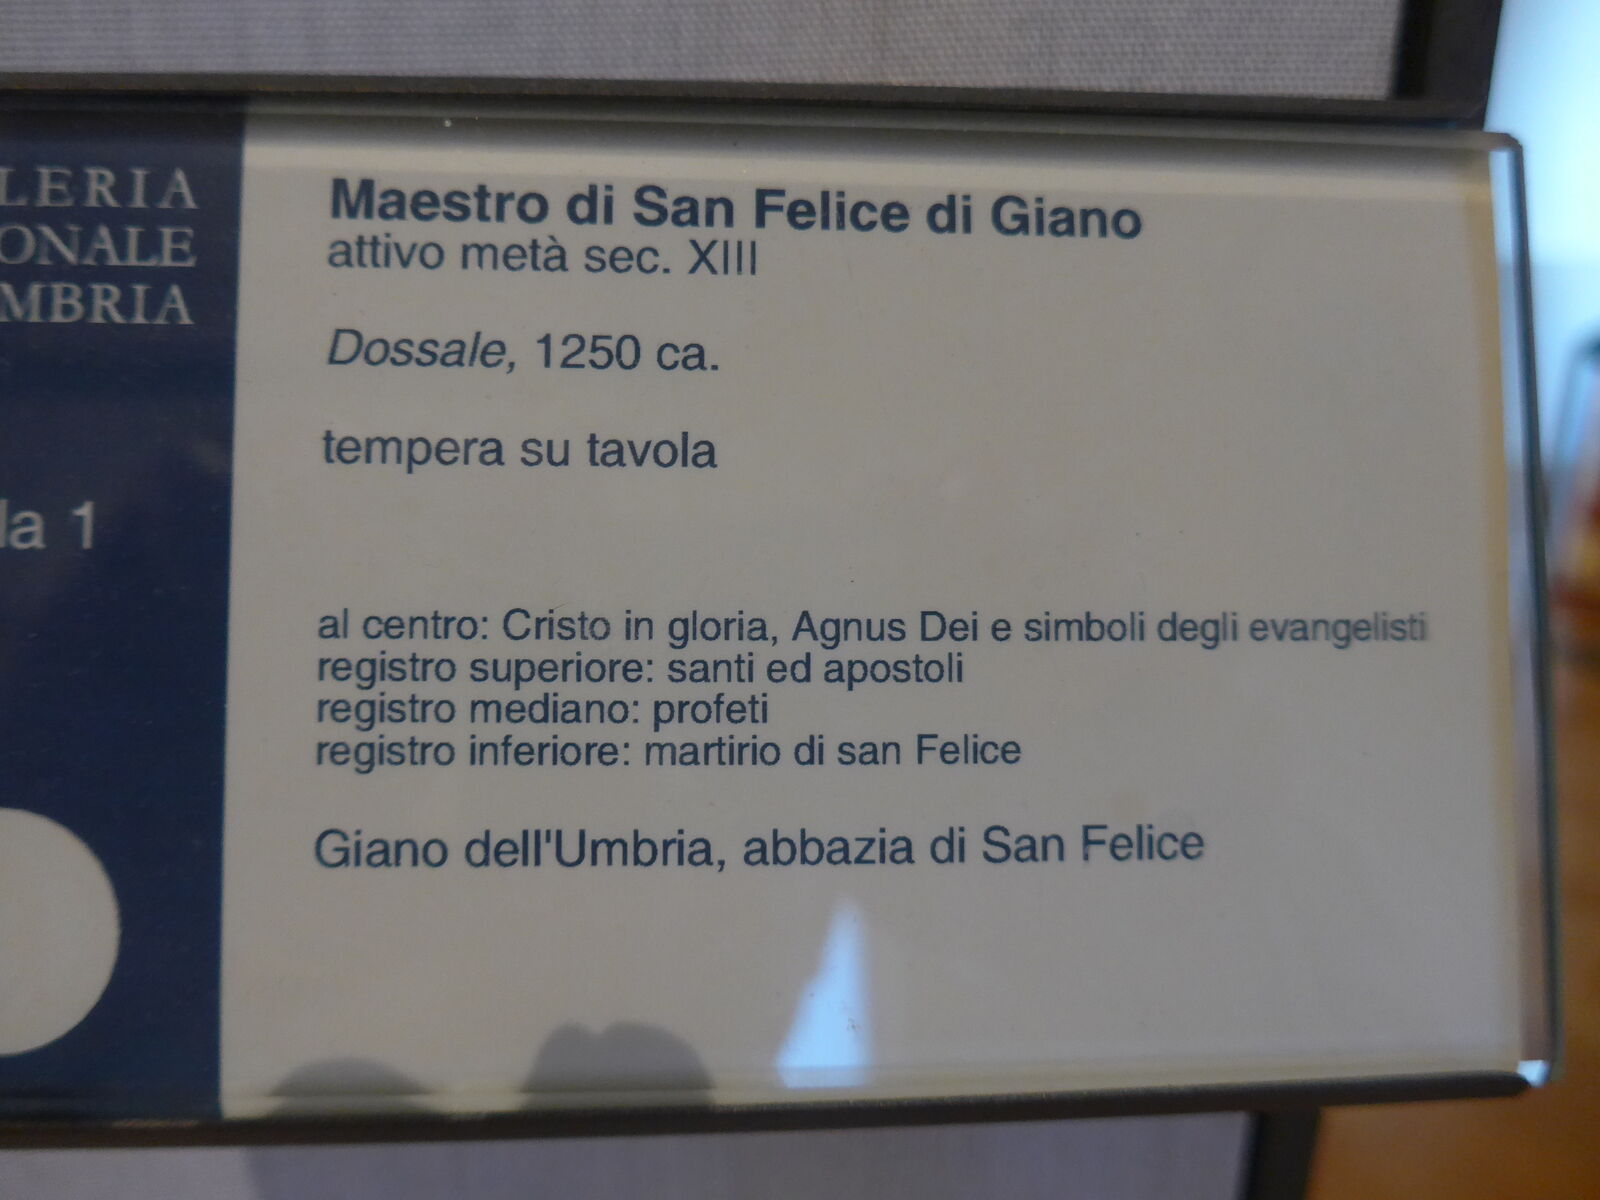 LERIA
ONALE
MBRIA
la 1
Maestro di San Felice di Giano
attivo metà sec. XIII
Dossale, 1250 ca.
tempera su tavola
al centro: Cristo in gloria, Agnus Dei e simboli degli evangelisti
registro superiore: santi ed apostoli
registro mediano: profeti
registro inferiore: martirio di san Felice
Giano dell'Umbria, abbazia di San Felice